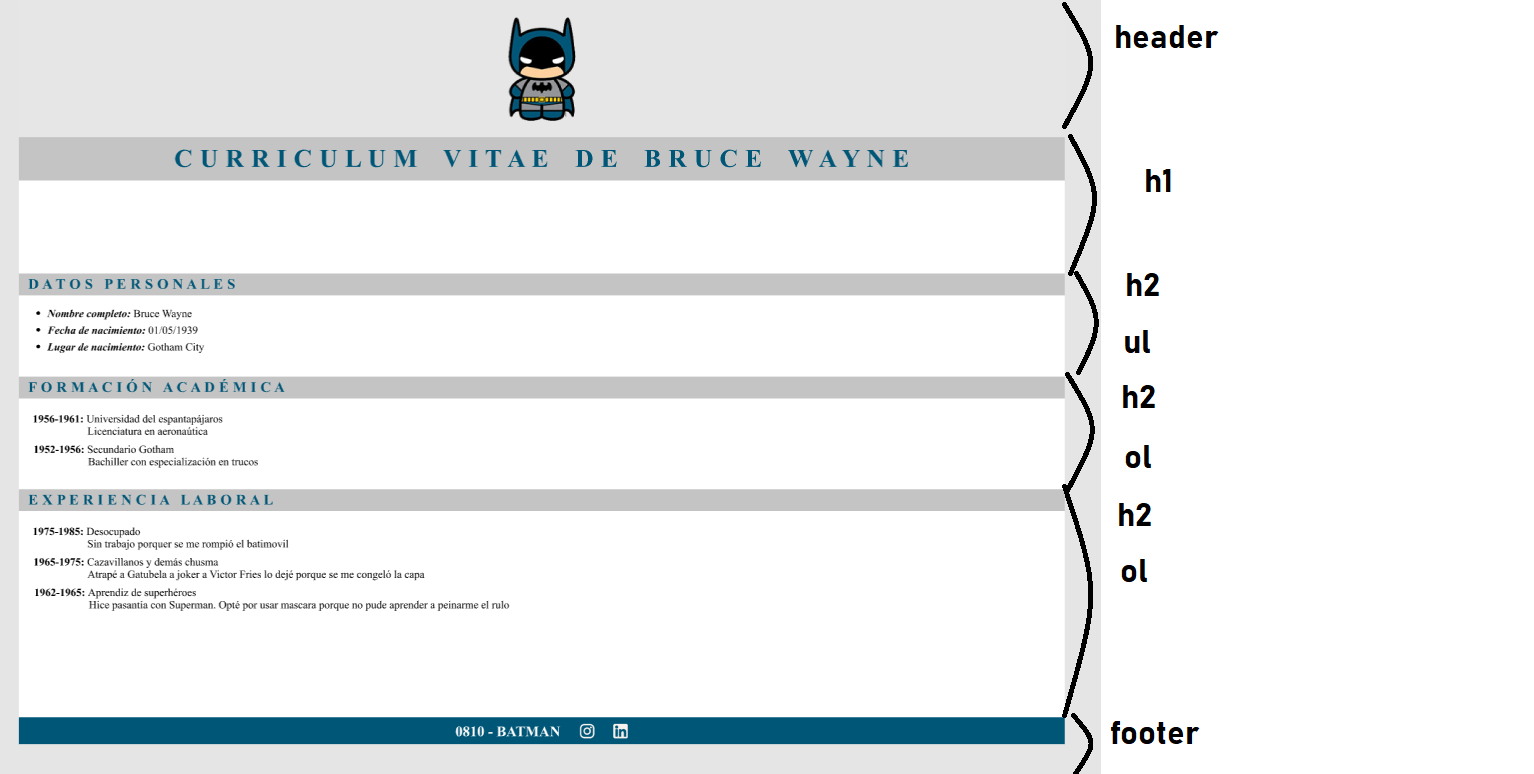 header
CURRICULUM VITAE DE BRUCE WAYNE
h1
DATOS PERSONALES
h2
• Nombre completo: Bruce Wayne
• Fecha de nacimiento: 01/05/1939
• Lugar de nacimiento: Gotham City
ul
FORMACIÓN ACADÉMICA
h2
1956-1961: Universidad del espantapájaros
Licenciatura en aeronaútica
1952-1956: Secundario Gotham
Bachiller con especialización en trucos
ol
EXPERIENCIA LABORAL
h2
1975-1985: Desocupado
Sin trabajo porquer se me rompió el batimovil
1965-1975: Cazavillanos y demás chusma
Atrapé a Gatubela a joker a Victor Fries lo dejé porque se me congeló la capa
1962-1965: Aprendiz de superhéroes
Hice pasantía con Superman. Opté por usar mascara porque no pude aprender a peinarme el rulo
ol
0810 - BATMAN
footer